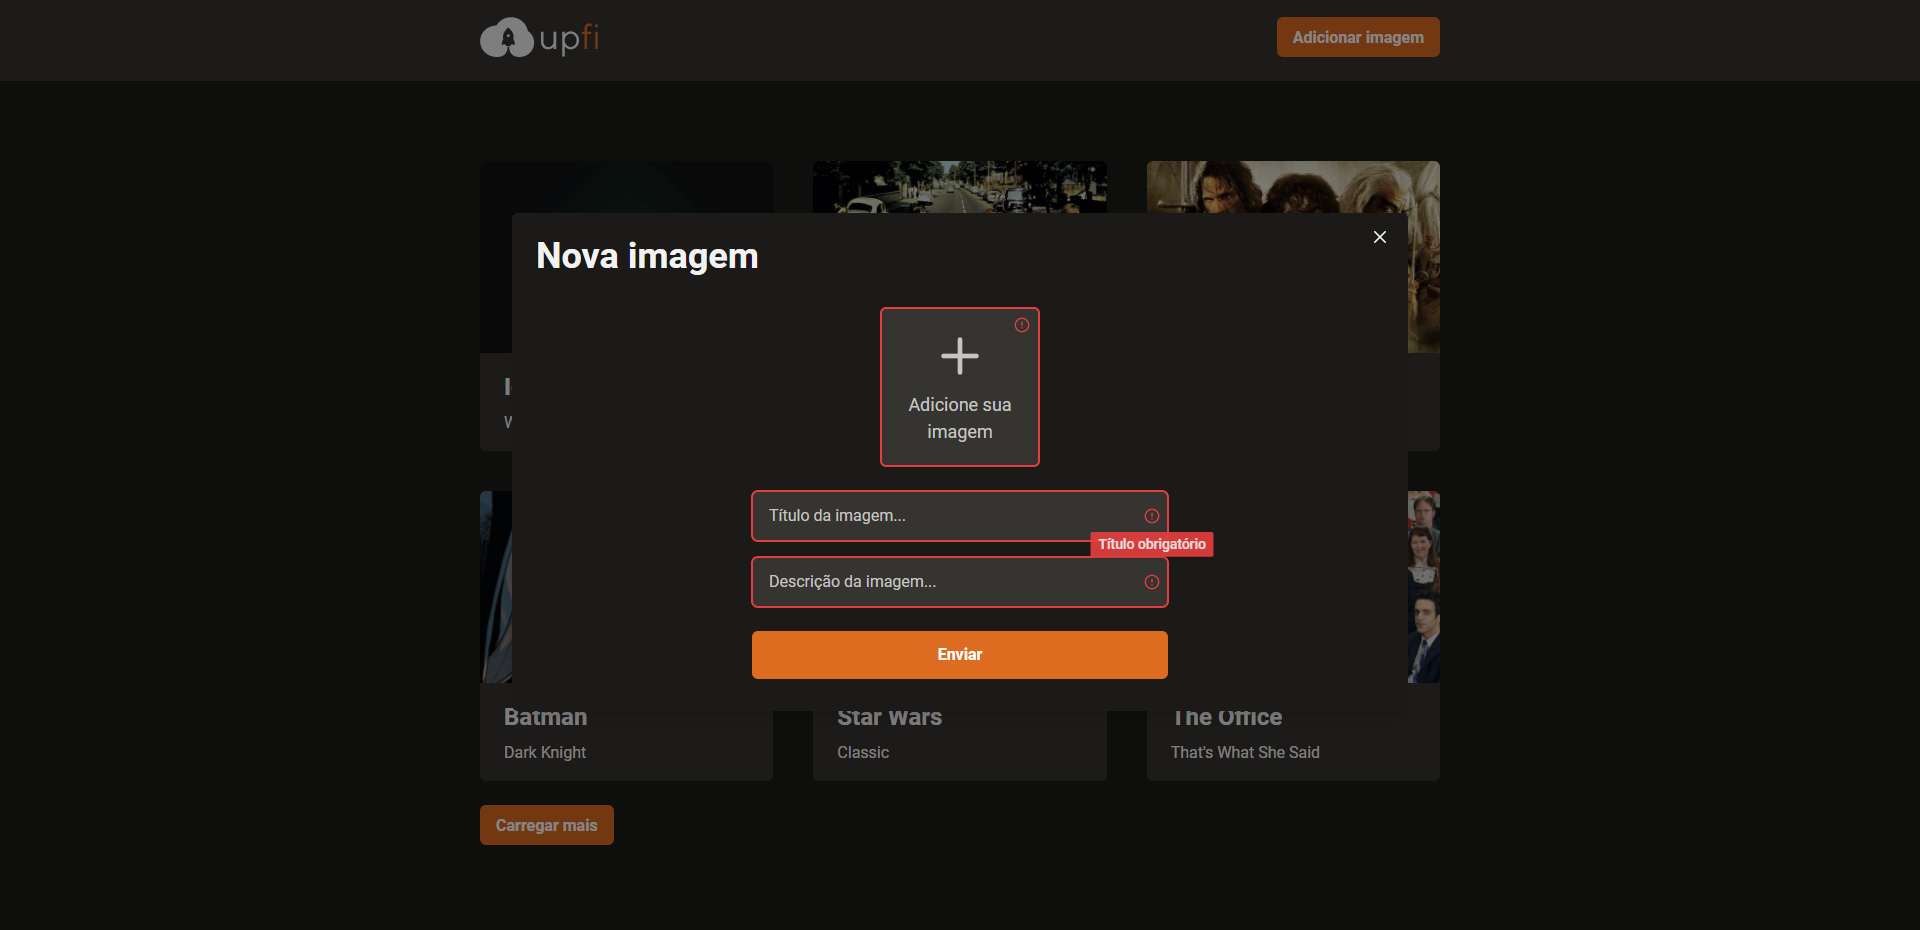 upfi
Adicionar imagem
Nova imagem
Adicione sua
imagem
Título da imagem...
Título obrigatório
Descrição da imagem...
Enviar
Batman
Dark Knight
Star Wars
Classic
The Office
That's What She Said
Carregar mais